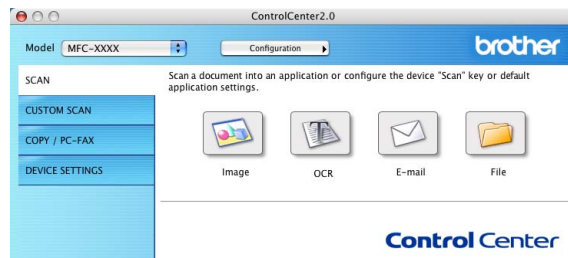 ControlCenter2.0
Model MFC-XXXX Configuration brother
SCAN
CUSTOM SCAN
COPY / PC-FAX
DEVICE SETTINGS
Scan a document into an application or configure the device "Scan" key or default
application settings.
Image OCR E-mail File
Control Center